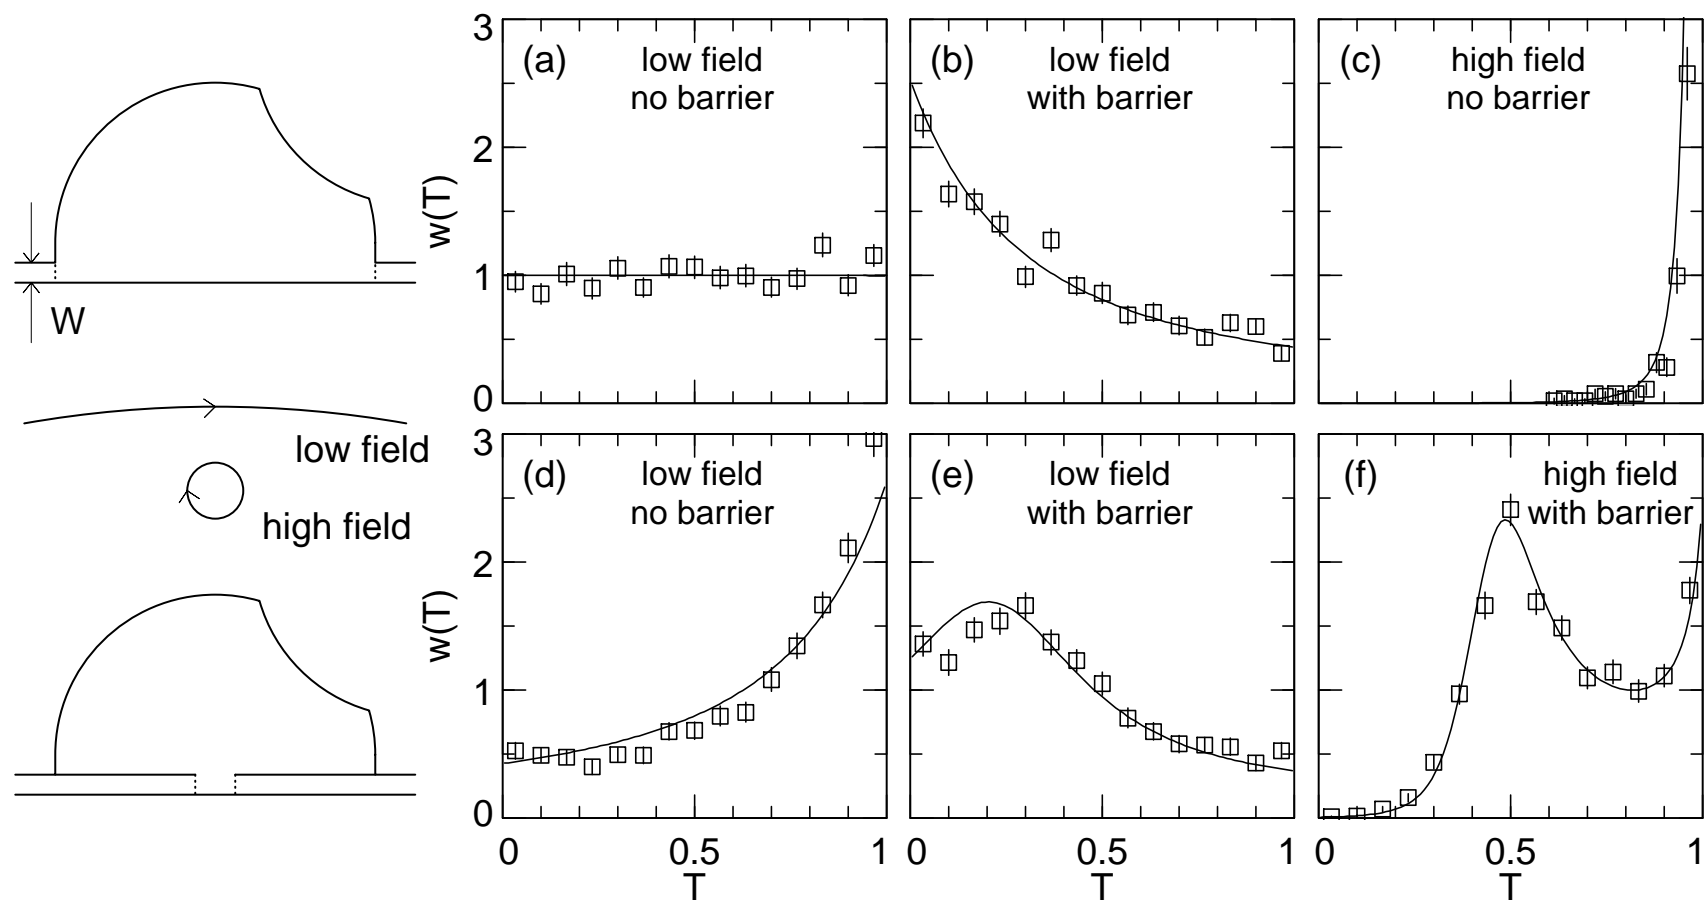 W
low field
high field
(a)
low field
no barrier
(b)
low field
with barrier
(c)
high field
no barrier
w(T)
3
2
1
0
(d)
low field
no barrier
(e)
low field
with barrier
(f)
high field
with barrier
w(T)
3
2
1
0
0 0.5 1
0 0.5 1
0 0.5 1
T
T
T